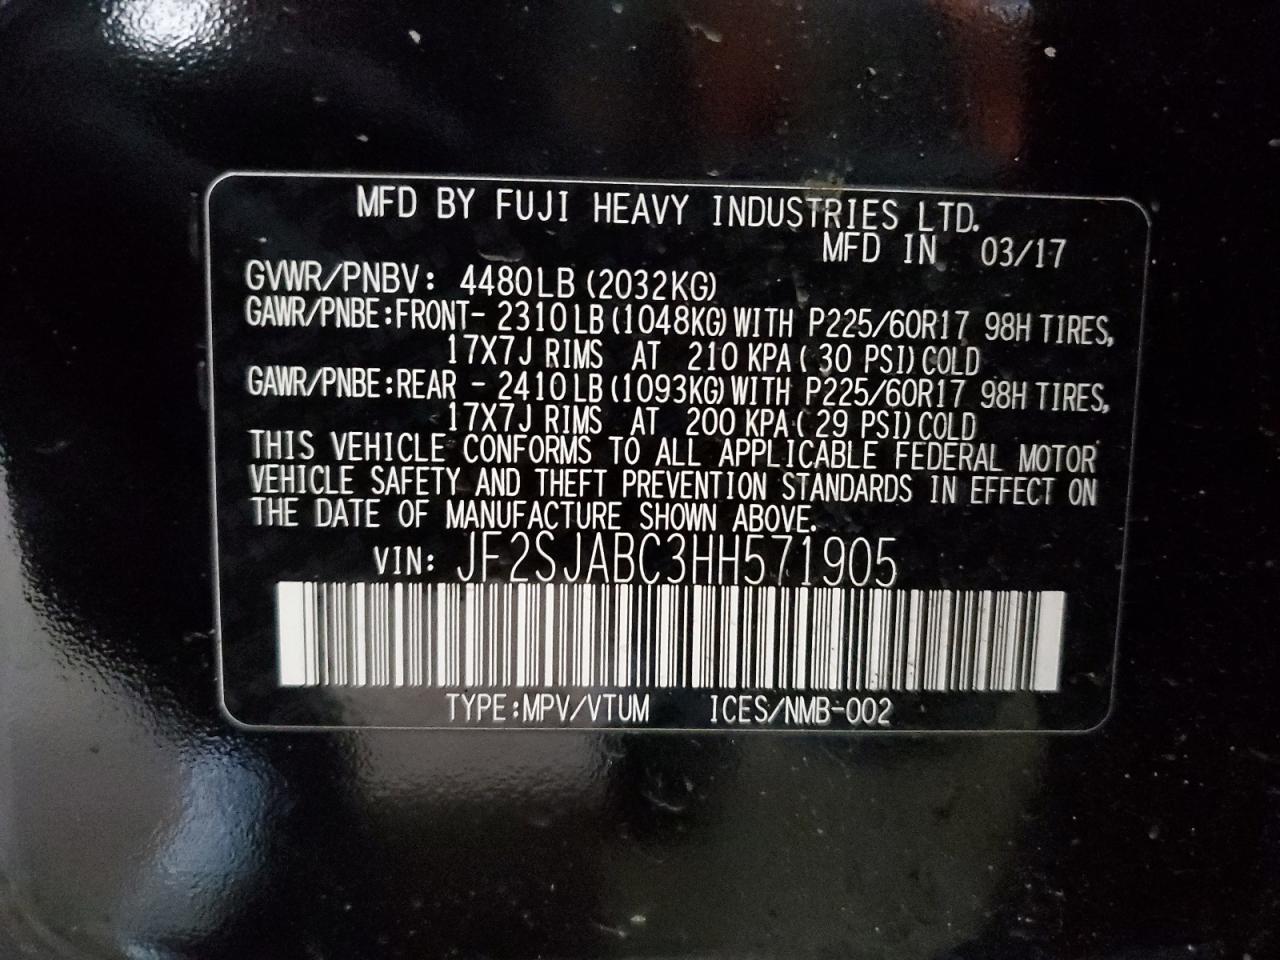 MFD BY FUJI HEAVY INDUSTRIES LTD.
MFD IN 03/17
GVWR/PNBV: 4480LB (2032KG)
GAWR/PNBE:FRONT- 2310 LB (1048KG) WITH P225/60R17 98H TIRES,
17X7J RIMS AT 210 KPA ( 30 PSI) COLD
GAWR/PNBE:REAR - 2410 LB (1093KG) WITH P225/60R17 98H TIRES,
17X7J RIMS AT 200 KPA ( 29 PSI) COLD
THIS VEHICLE CONFORMS TO ALL APPLICABLE FEDERAL MOTOR
VEHICLE SAFETY AND THEFT PREVENTION STANDARDS IN EFFECT ON
THE DATE OF MANUFACTURE SHOWN ABOVE.
VIN: JF2SJABC3HH571905
TYPE:MPV/VTUM ICES/NMB-002